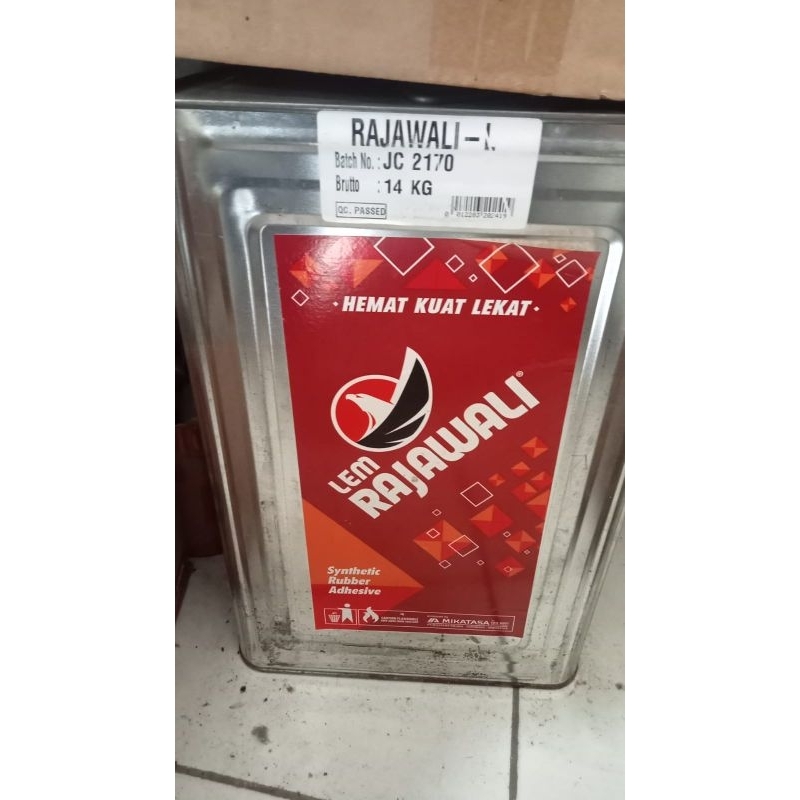 RAJAWALI -
Batch No. : JC 2170
Brutto : 14 KG
QC. PASSED
• HEMAT KUAT LEKAT •
LEM
RAJAWALI®
Synthetic
Rubber
Adhesive
MIKATASA